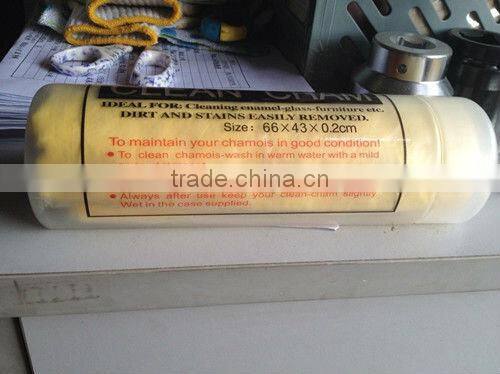 CLEAN CHAM
IDEAL FOR: Cleaning enamel-glass-furniture etc.
DIRT AND STAINS EASILY REMOVED.
Size: 66×43×0.2cm
To maintain your chamois in good condition!
• To clean chamois-wash in warm water with a mild
trade.china.cn
• Always after use keep your clean-cham slightly
Wet in the case supplied.